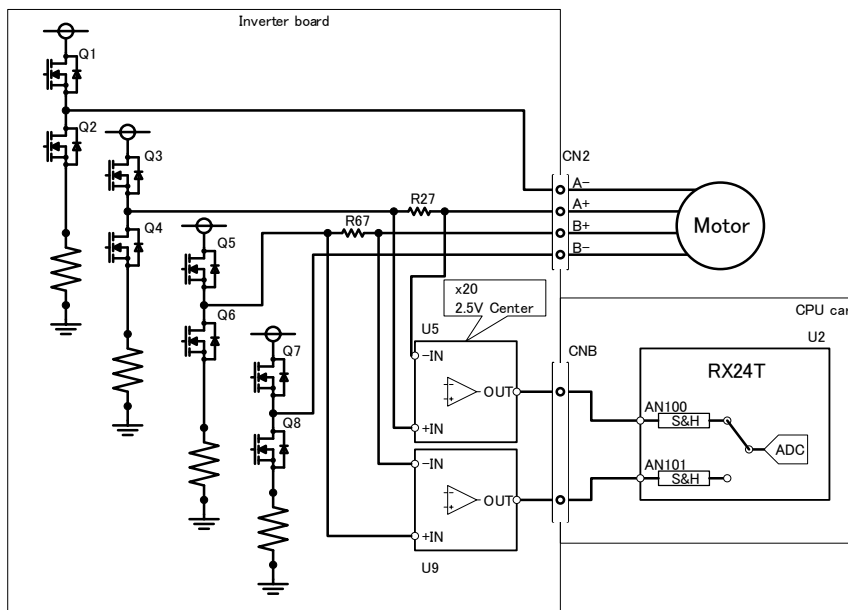 Inverter board
Q1
Q2
Q3
Q4
Q5
Q6
Q7
Q8
R27
R67
CN2
A-
A+
B+
B-
Motor
x20
2.5V Center
U5
-IN
OUT
+IN
-IN
OUT
+IN
U9
CNB
CPU car
U2
RX24T
AN100
S&H
ADC
AN101
S&H